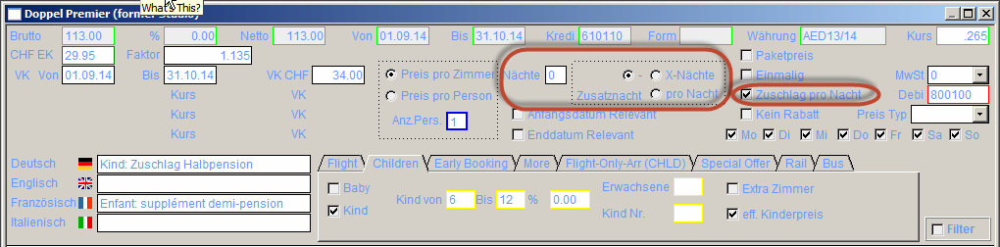 What's This?
Doppel Premier (former Studio)
Brutto 113.00 % 0.00 Netto 113.00 Von 01.09.14 Bis 31.10.14 Kredi 610110 Form Währung AED13/14 Kurs .265
CHF EK 29.95 Faktor 1.135 Paketpreis
VK Von 01.09.14 Bis 31.10.14 VK CHF 34.00 Preis pro Zimmer Nächte 0 - X-Nächte Einmalig MwSt 0
Kurs VK Preis pro Person Zusatznacht pro Nacht Zuschlag pro Nacht Debi 800100
Kurs VK Anz.Pers. 1 Anfangsdatum Relevant Kein Rabatt Preis Typ
Kurs VK Enddatum Relevant Mo Di Mi Do Fr Sa So
Deutsch Kind: Zuschlag Halbpension Flight Children Early Booking More Flight-Only-Arr (CHLD) Special Offer Rail Bus
Englisch Baby Erwachsene Extra Zimmer
Französisch Enfant: supplément demi-pension Kind von 6 Bis 12 % 0.00
Italienisch Kind Kind Nr. eff. Kinderpreis
Filter